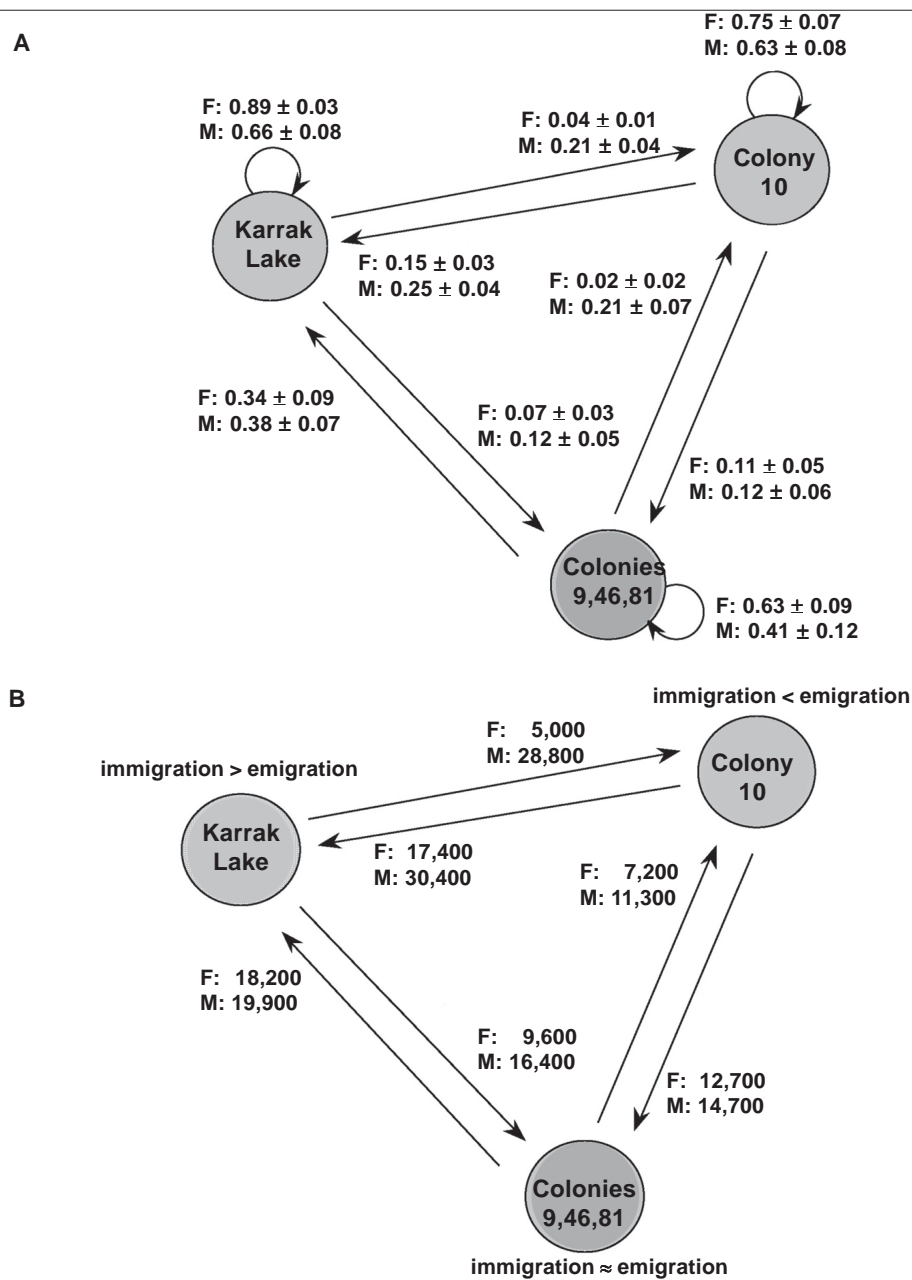 A
F: 0.75 ± 0.07
M: 0.63 ± 0.08
F: 0.89 ± 0.03
M: 0.66 ± 0.08
F: 0.04 ± 0.01
M: 0.21 ± 0.04
Colony
10
Karrak
Lake
F: 0.15 ± 0.03
M: 0.25 ± 0.04
F: 0.02 ± 0.02
M: 0.21 ± 0.07
F: 0.34 ± 0.09
M: 0.38 ± 0.07
F: 0.07 ± 0.03
M: 0.12 ± 0.05
F: 0.11 ± 0.05
M: 0.12 ± 0.06
Colonies
9,46,81
F: 0.63 ± 0.09
M: 0.41 ± 0.12
B
immigration < emigration
F: 5,000
M: 28,800
immigration > emigration
Colony
10
Karrak
Lake
F: 17,400
M: 30,400
F: 7,200
M: 11,300
F: 18,200
M: 19,900
F: 9,600
M: 16,400
F: 12,700
M: 14,700
Colonies
9,46,81
immigration ≈ emigration